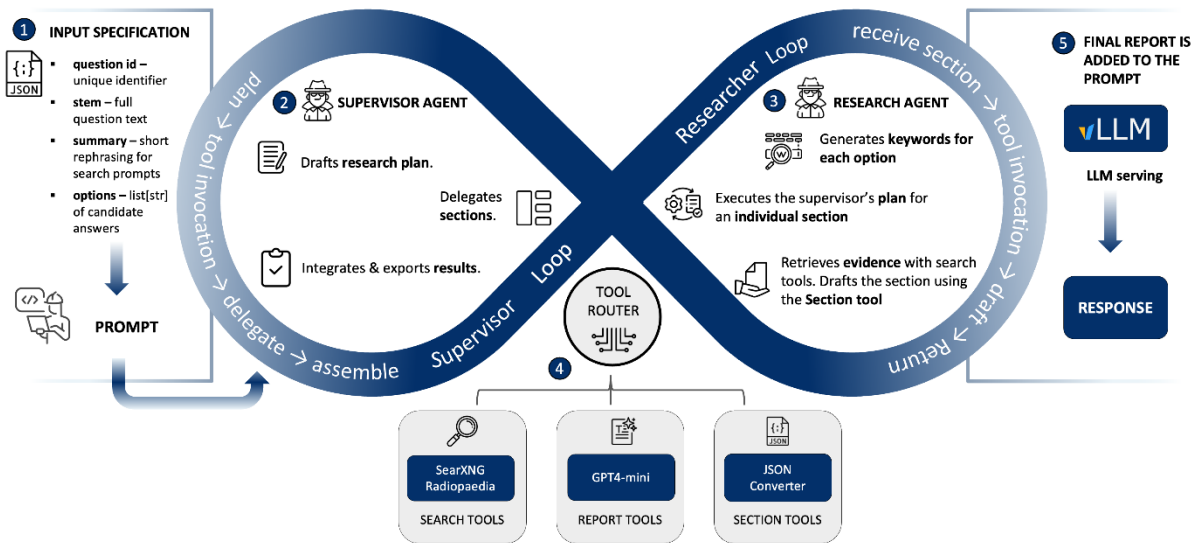 1 INPUT SPECIFICATION
{:}
JSON
▪ question id –
unique identifier
▪ stem – full
question text
▪ summary – short
rephrasing for
search prompts
▪ options – list[str]
of candidate
answers
</>
PROMPT
plan → tool invocation → delegate → assemble
Supervisor Loop
2 SUPERVISOR AGENT
Drafts research plan.
Delegates
sections.
Integrates & exports results.
Researcher Loop
receive section → tool invocation → draft → Return
3 RESEARCH AGENT
W
Generates keywords for
each option
Executes the supervisor's plan for
an individual section
Retrieves evidence with search
tools. Drafts the section using
the Section tool
TOOL
ROUTER
4
SearXNG
Radiopaedia
SEARCH TOOLS
T
GPT4-mini
REPORT TOOLS
{:}
JSON
JSON
Converter
SECTION TOOLS
5 FINAL REPORT IS
ADDED TO THE
PROMPT
vLLM
LLM serving
RESPONSE